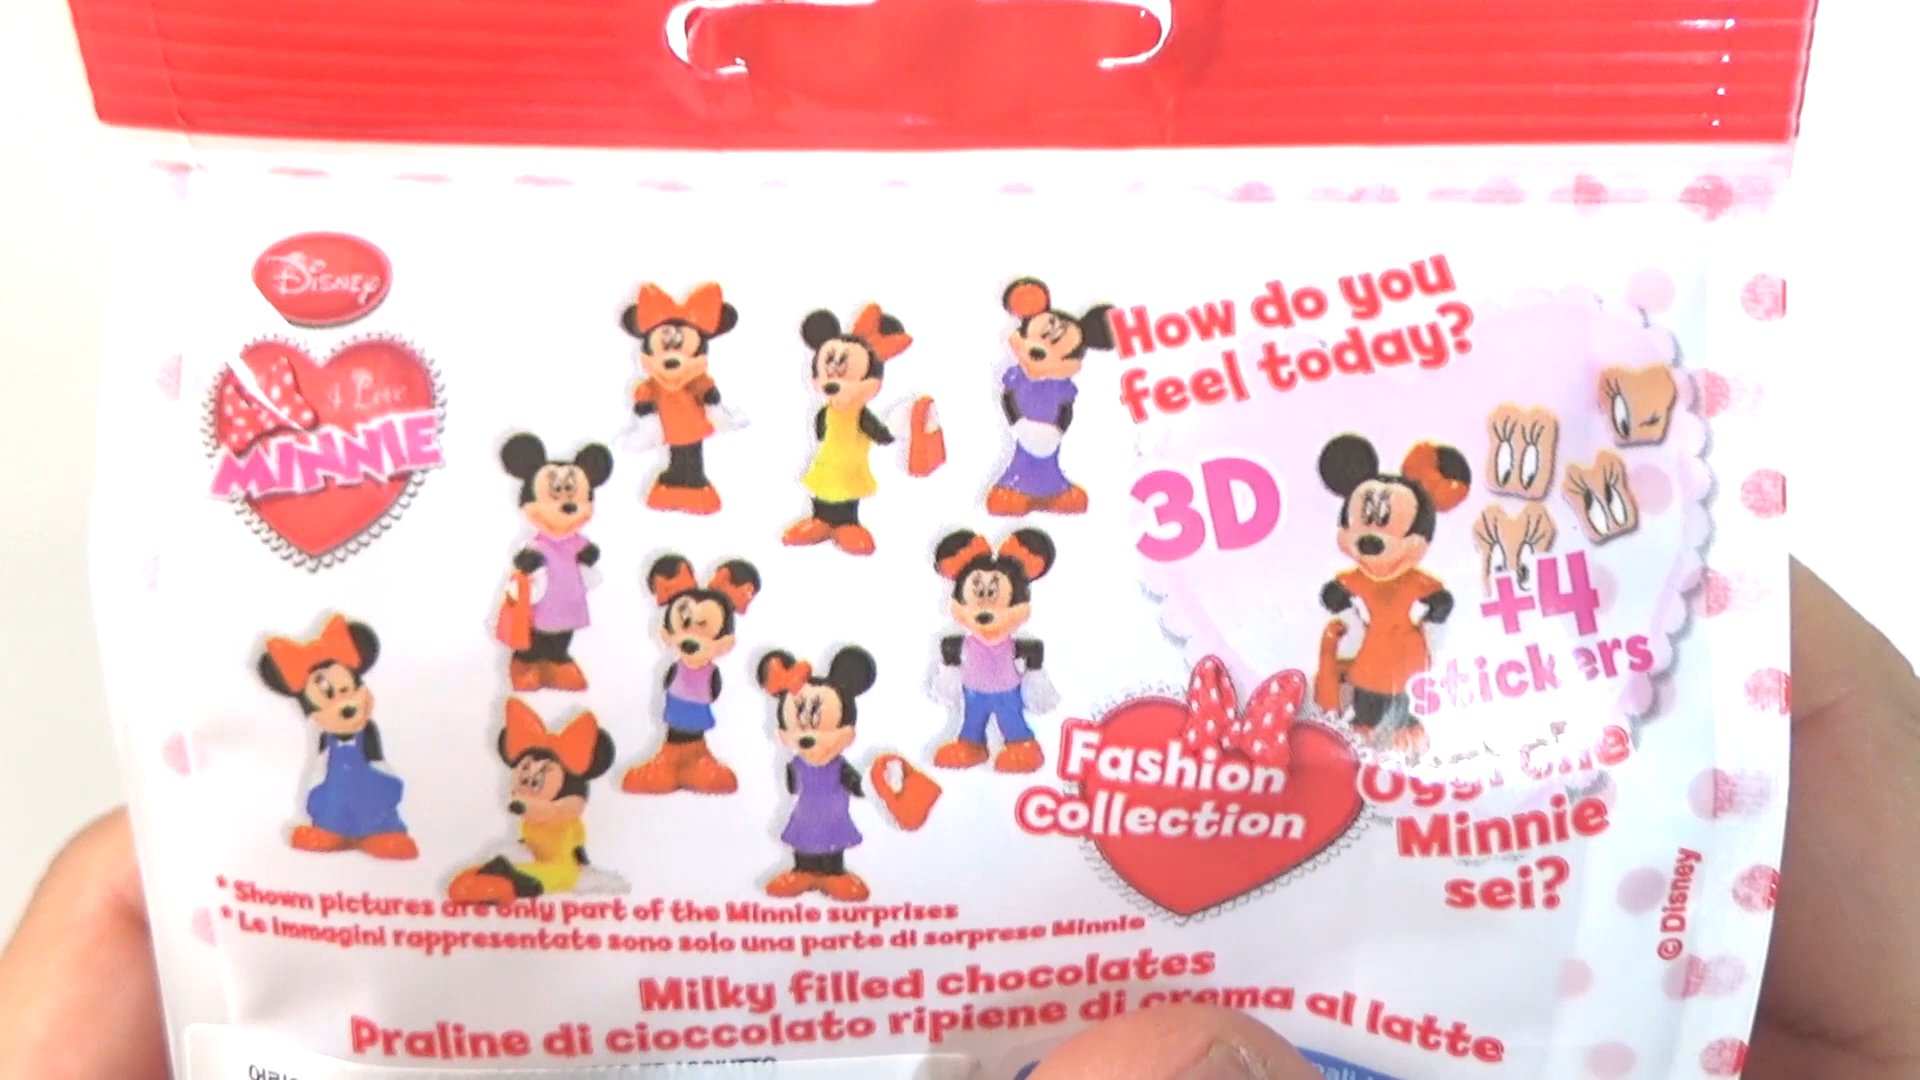 Disney
I Love
MINNIE
How do you
feel today?
3D
+4
stickers
Fashion
Collection
Oggi che
Minnie
sei?
© Disney
* Shown pictures are only part of the Minnie surprises
* Le immagini rappresentate sono solo una parte di sorprese Minnie
Milky filled chocolates
Praline di cioccolato ripiene di crema al latte